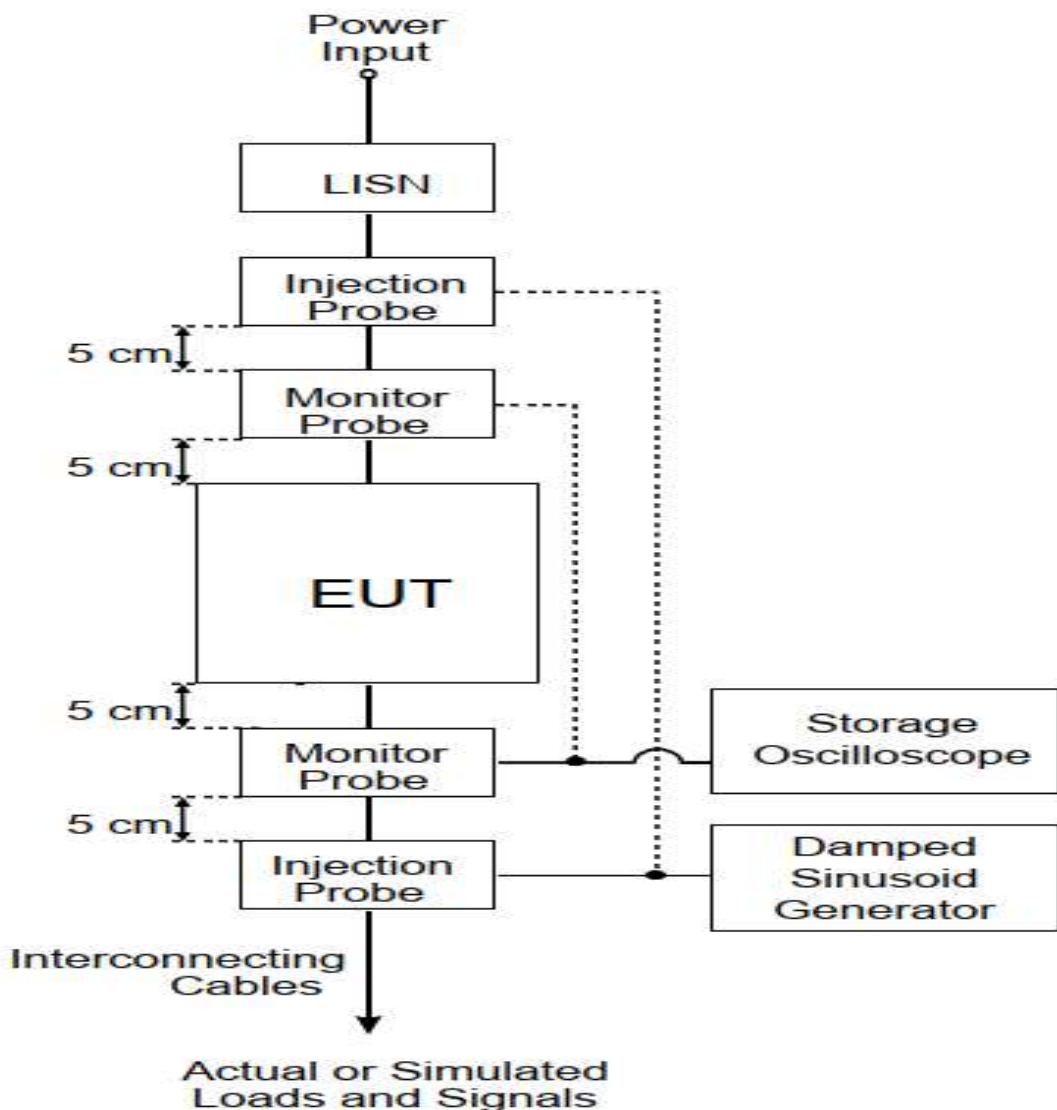 Power
Input
LISN
Injection
Probe
5 cm
Monitor
Probe
5 cm
EUT
5 cm
Monitor
Probe
Storage
Oscilloscope
5 cm
Injection
Probe
Damped
Sinusoid
Generator
Interconnecting
Cables
Actual or Simulated
Loads and Signals